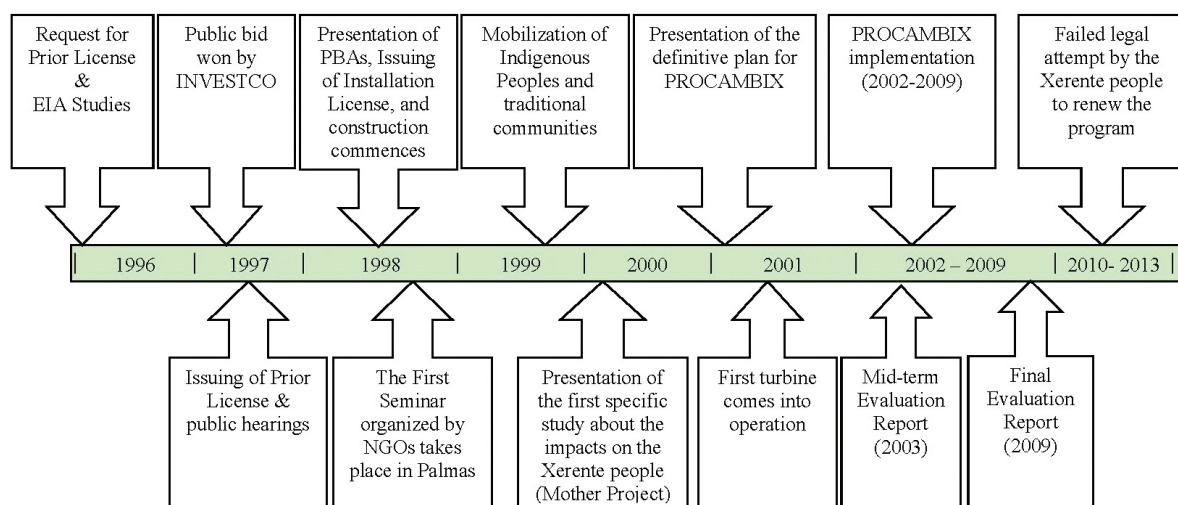 Request for
Prior License
&
EIA Studies
Public bid
won by
INVESTCO
Presentation of
PBAs, Issuing of
Installation
License, and
construction
commences
Mobilization of
Indigenous
Peoples and
traditional
communities
Presentation of the
definitive plan for
PROCAMBIX
PROCAMBIX
implementation
(2002-2009)
Failed legal
attempt by the
Xerente people
to renew the
program
1996
1997
1998
1999
2000
2001
2002 – 2009
2010- 2013
Issuing of Prior
License &
public hearings
The First
Seminar
organized by
NGOs takes
place in Palmas
Presentation of
the first specific
study about the
impacts on the
Xerente people
(Mother Project)
First turbine
comes into
operation
Mid-term
Evaluation
Report
(2003)
Final
Evaluation
Report
(2009)